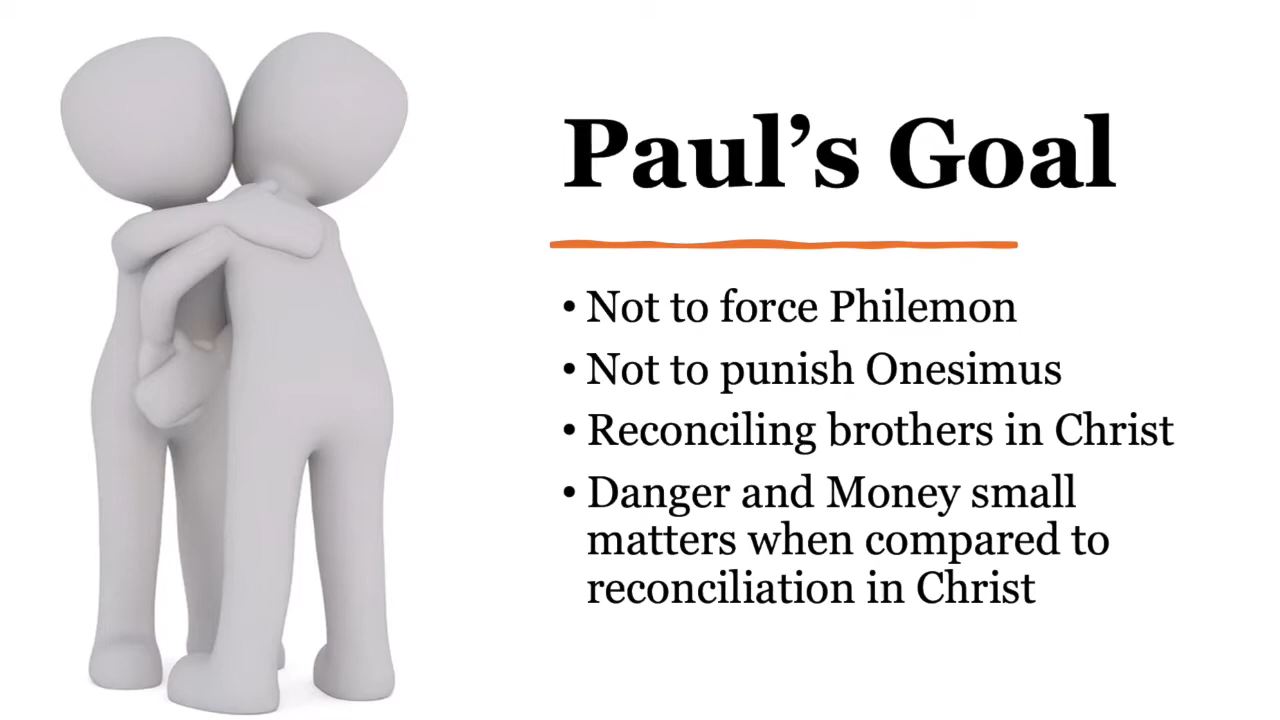 Paul’s Goal
• Not to force Philemon
• Not to punish Onesimus
• Reconciling brothers in Christ
• Danger and Money small
matters when compared to
reconciliation in Christ